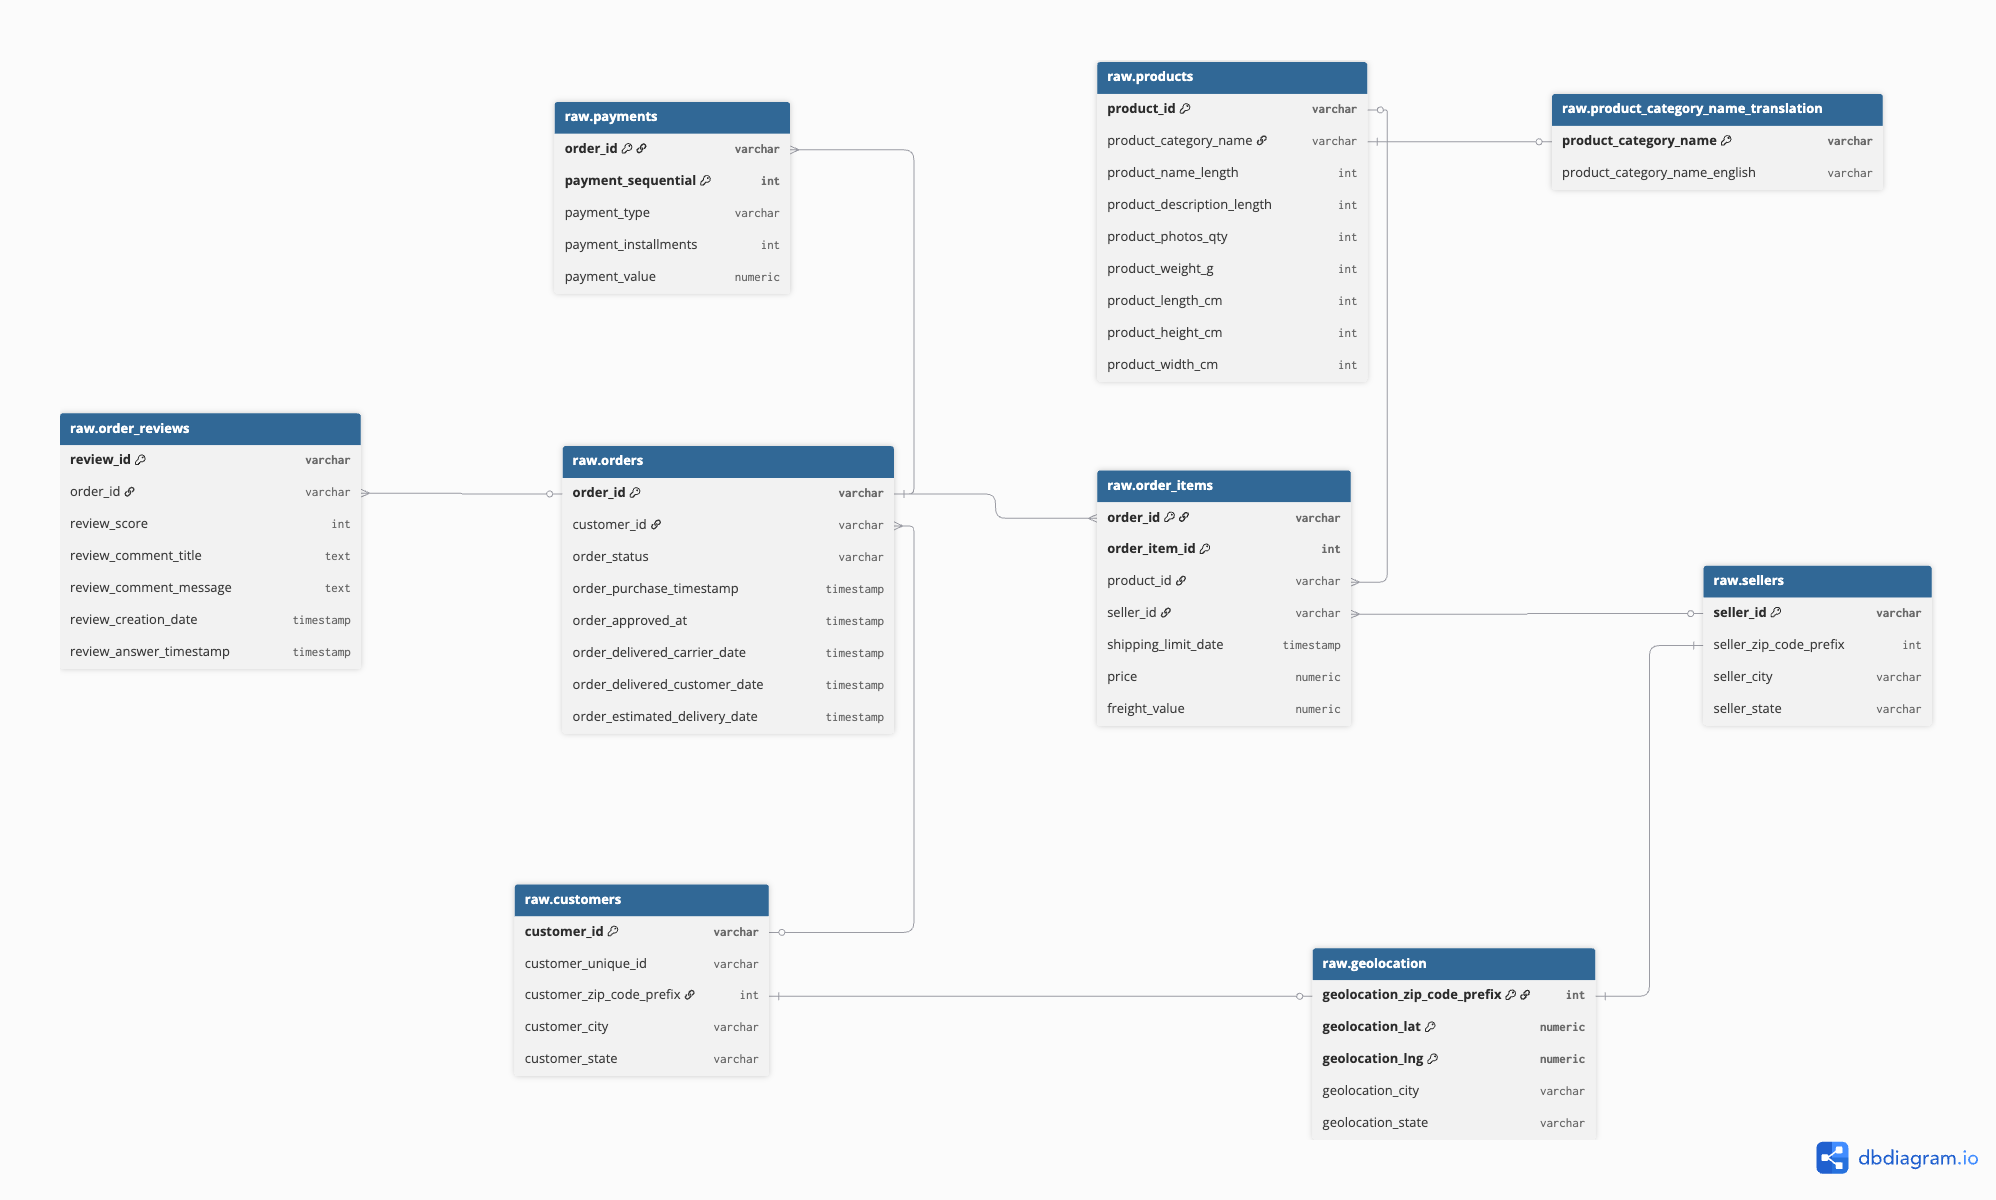 raw.payments
order_id varchar
payment_sequential int
payment_type varchar
payment_installments int
payment_value numeric
raw.products
product_id varchar
product_category_name varchar
product_name_length int
product_description_length int
product_photos_qty int
product_weight_g int
product_length_cm int
product_height_cm int
product_width_cm int
raw.product_category_name_translation
product_category_name varchar
product_category_name_english varchar
raw.order_reviews
review_id varchar
order_id varchar
review_score int
review_comment_title text
review_comment_message text
review_creation_date timestamp
review_answer_timestamp timestamp
raw.orders
order_id varchar
customer_id varchar
order_status varchar
order_purchase_timestamp timestamp
order_approved_at timestamp
order_delivered_carrier_date timestamp
order_delivered_customer_date timestamp
order_estimated_delivery_date timestamp
raw.order_items
order_id varchar
order_item_id int
product_id varchar
seller_id varchar
shipping_limit_date timestamp
price numeric
freight_value numeric
raw.sellers
seller_id varchar
seller_zip_code_prefix int
seller_city varchar
seller_state varchar
raw.customers
customer_id varchar
customer_unique_id varchar
customer_zip_code_prefix int
customer_city varchar
customer_state varchar
raw.geolocation
geolocation_zip_code_prefix int
geolocation_lat numeric
geolocation_lng numeric
geolocation_city varchar
geolocation_state varchar
dbdiagram.io